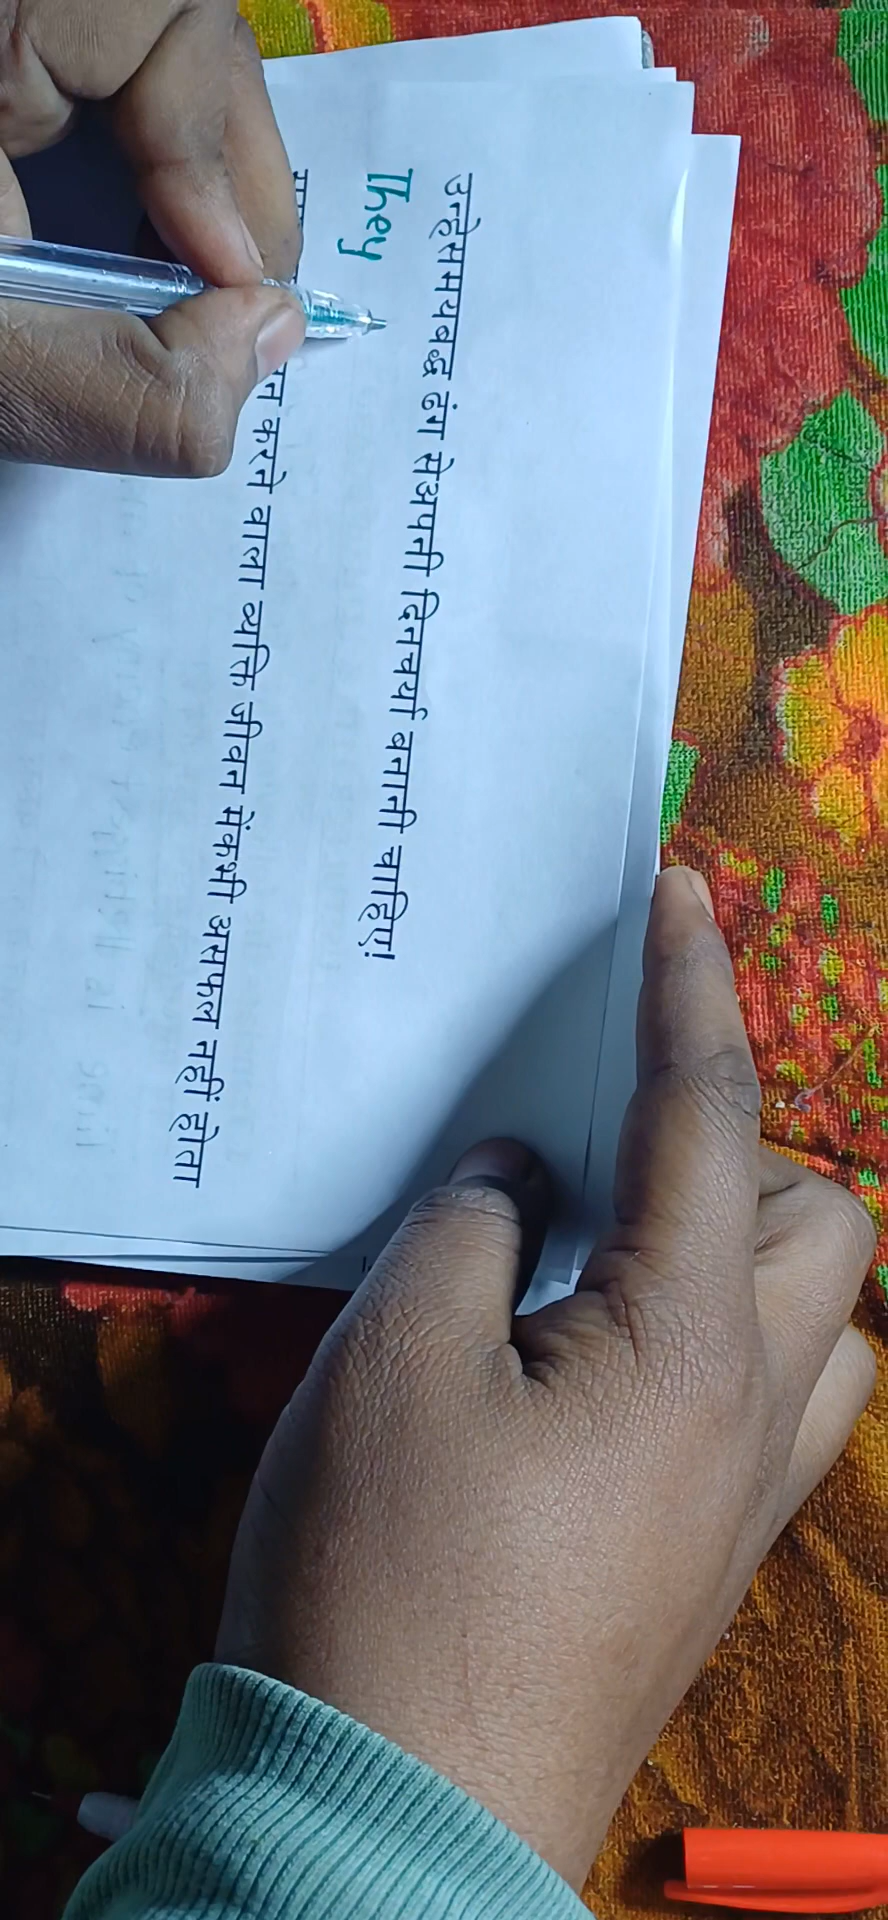 उन्हेसमयबद्ध ढंग सेअपनी दिनचर्या बनानी चाहिए!
They
करने वाला व्यक्ति जीवन मेंकभी असफल नहीं होता